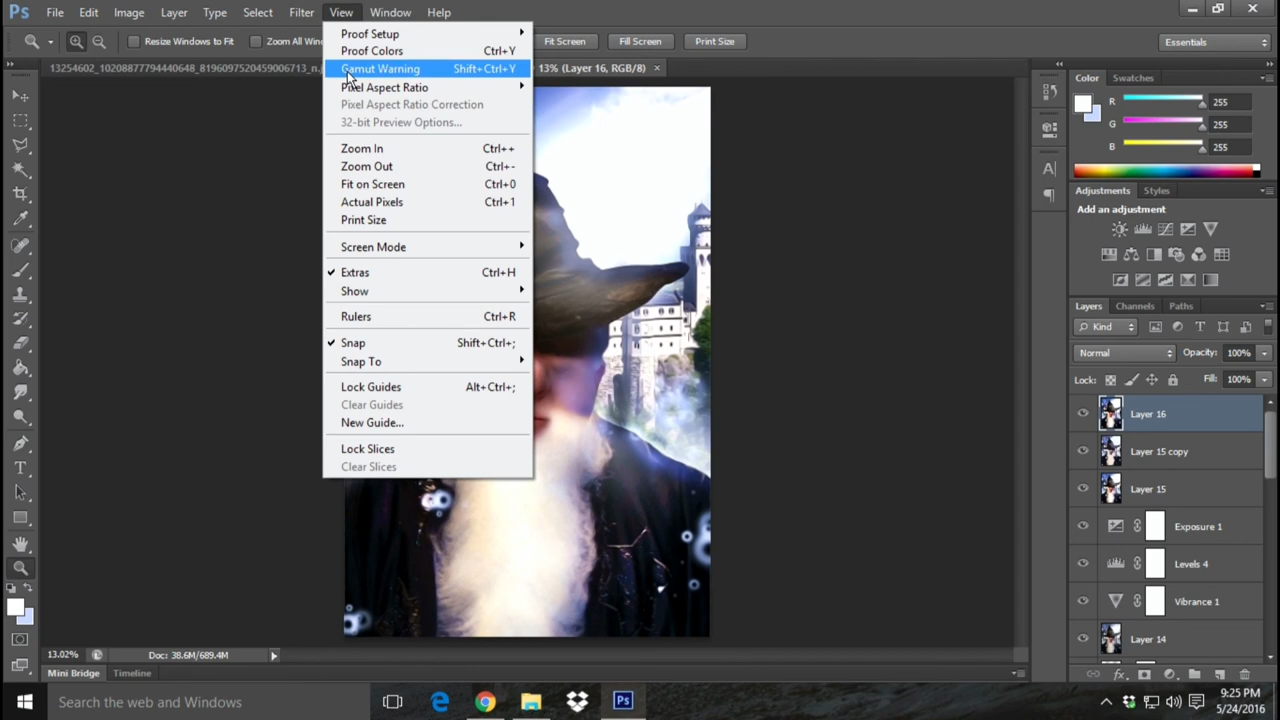 Ps File Edit Image Layer Type Select Filter View Window Help
Resize Windows to Fit Zoom All Wind Fit Screen Fill Screen Print Size Essentials
13254602_10208877794440648_8196097520459006713_n.j 13% (Layer 16, RGB/8) ×
Proof Setup
Proof Colors Ctrl+Y
Gamut Warning Shift+Ctrl+Y
Pixel Aspect Ratio
Pixel Aspect Ratio Correction
32-bit Preview Options...
Zoom In Ctrl++
Zoom Out Ctrl+-
Fit on Screen Ctrl+0
Actual Pixels Ctrl+1
Print Size
Screen Mode
Extras Ctrl+H
Show
Rulers Ctrl+R
Snap Shift+Ctrl+;
Snap To
Lock Guides Alt+Ctrl+;
Clear Guides
New Guide...
Lock Slices
Clear Slices
Color Swatches
R 255
G 255
B 255
Adjustments Styles
Add an adjustment
Layers Channels Paths
Kind
Normal Opacity: 100%
Lock: Fill: 100%
Layer 16
Layer 15 copy
Layer 15
Exposure 1
Levels 4
Vibrance 1
Layer 14
13.02% Doc: 38.6M/689.4M
Mini Bridge Timeline
Search the web and Windows
Ps
9:25 PM
5/24/2016